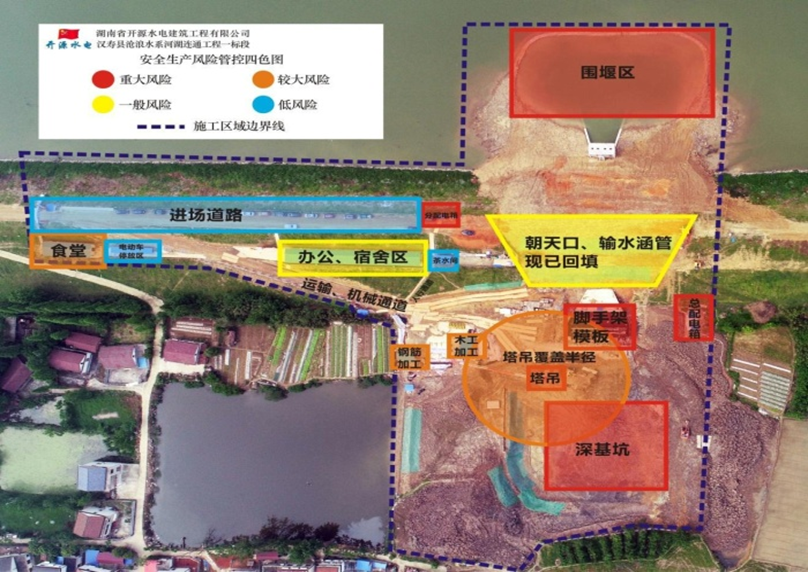 开源水电
湖南省开源水电建筑工程有限公司
汉寿县沧浪水系河湖连通工程一标段
安全生产风险管控四色图
重大风险
较大风险
一般风险
低风险
施工区域边界线
围堰区
进场道路
分配电箱
朝天口、输水涵管
现已回填
食堂
电动车
停放区
办公、宿舍区
茶水间
运输、机械通道
总配电箱
脚手架
模板
木工
加工
钢筋
加工
塔吊覆盖半径
塔吊
深基坑